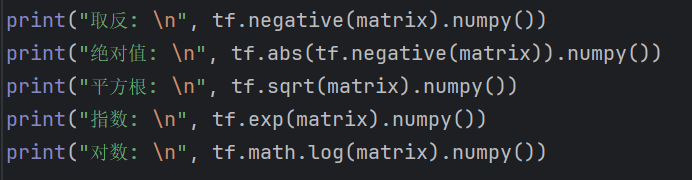 print("取反: \n", tf.negative(matrix).numpy())
print("绝对值: \n", tf.abs(tf.negative(matrix)).numpy())
print("平方根: \n", tf.sqrt(matrix).numpy())
print("指数: \n", tf.exp(matrix).numpy())
print("对数: \n", tf.math.log(matrix).numpy())